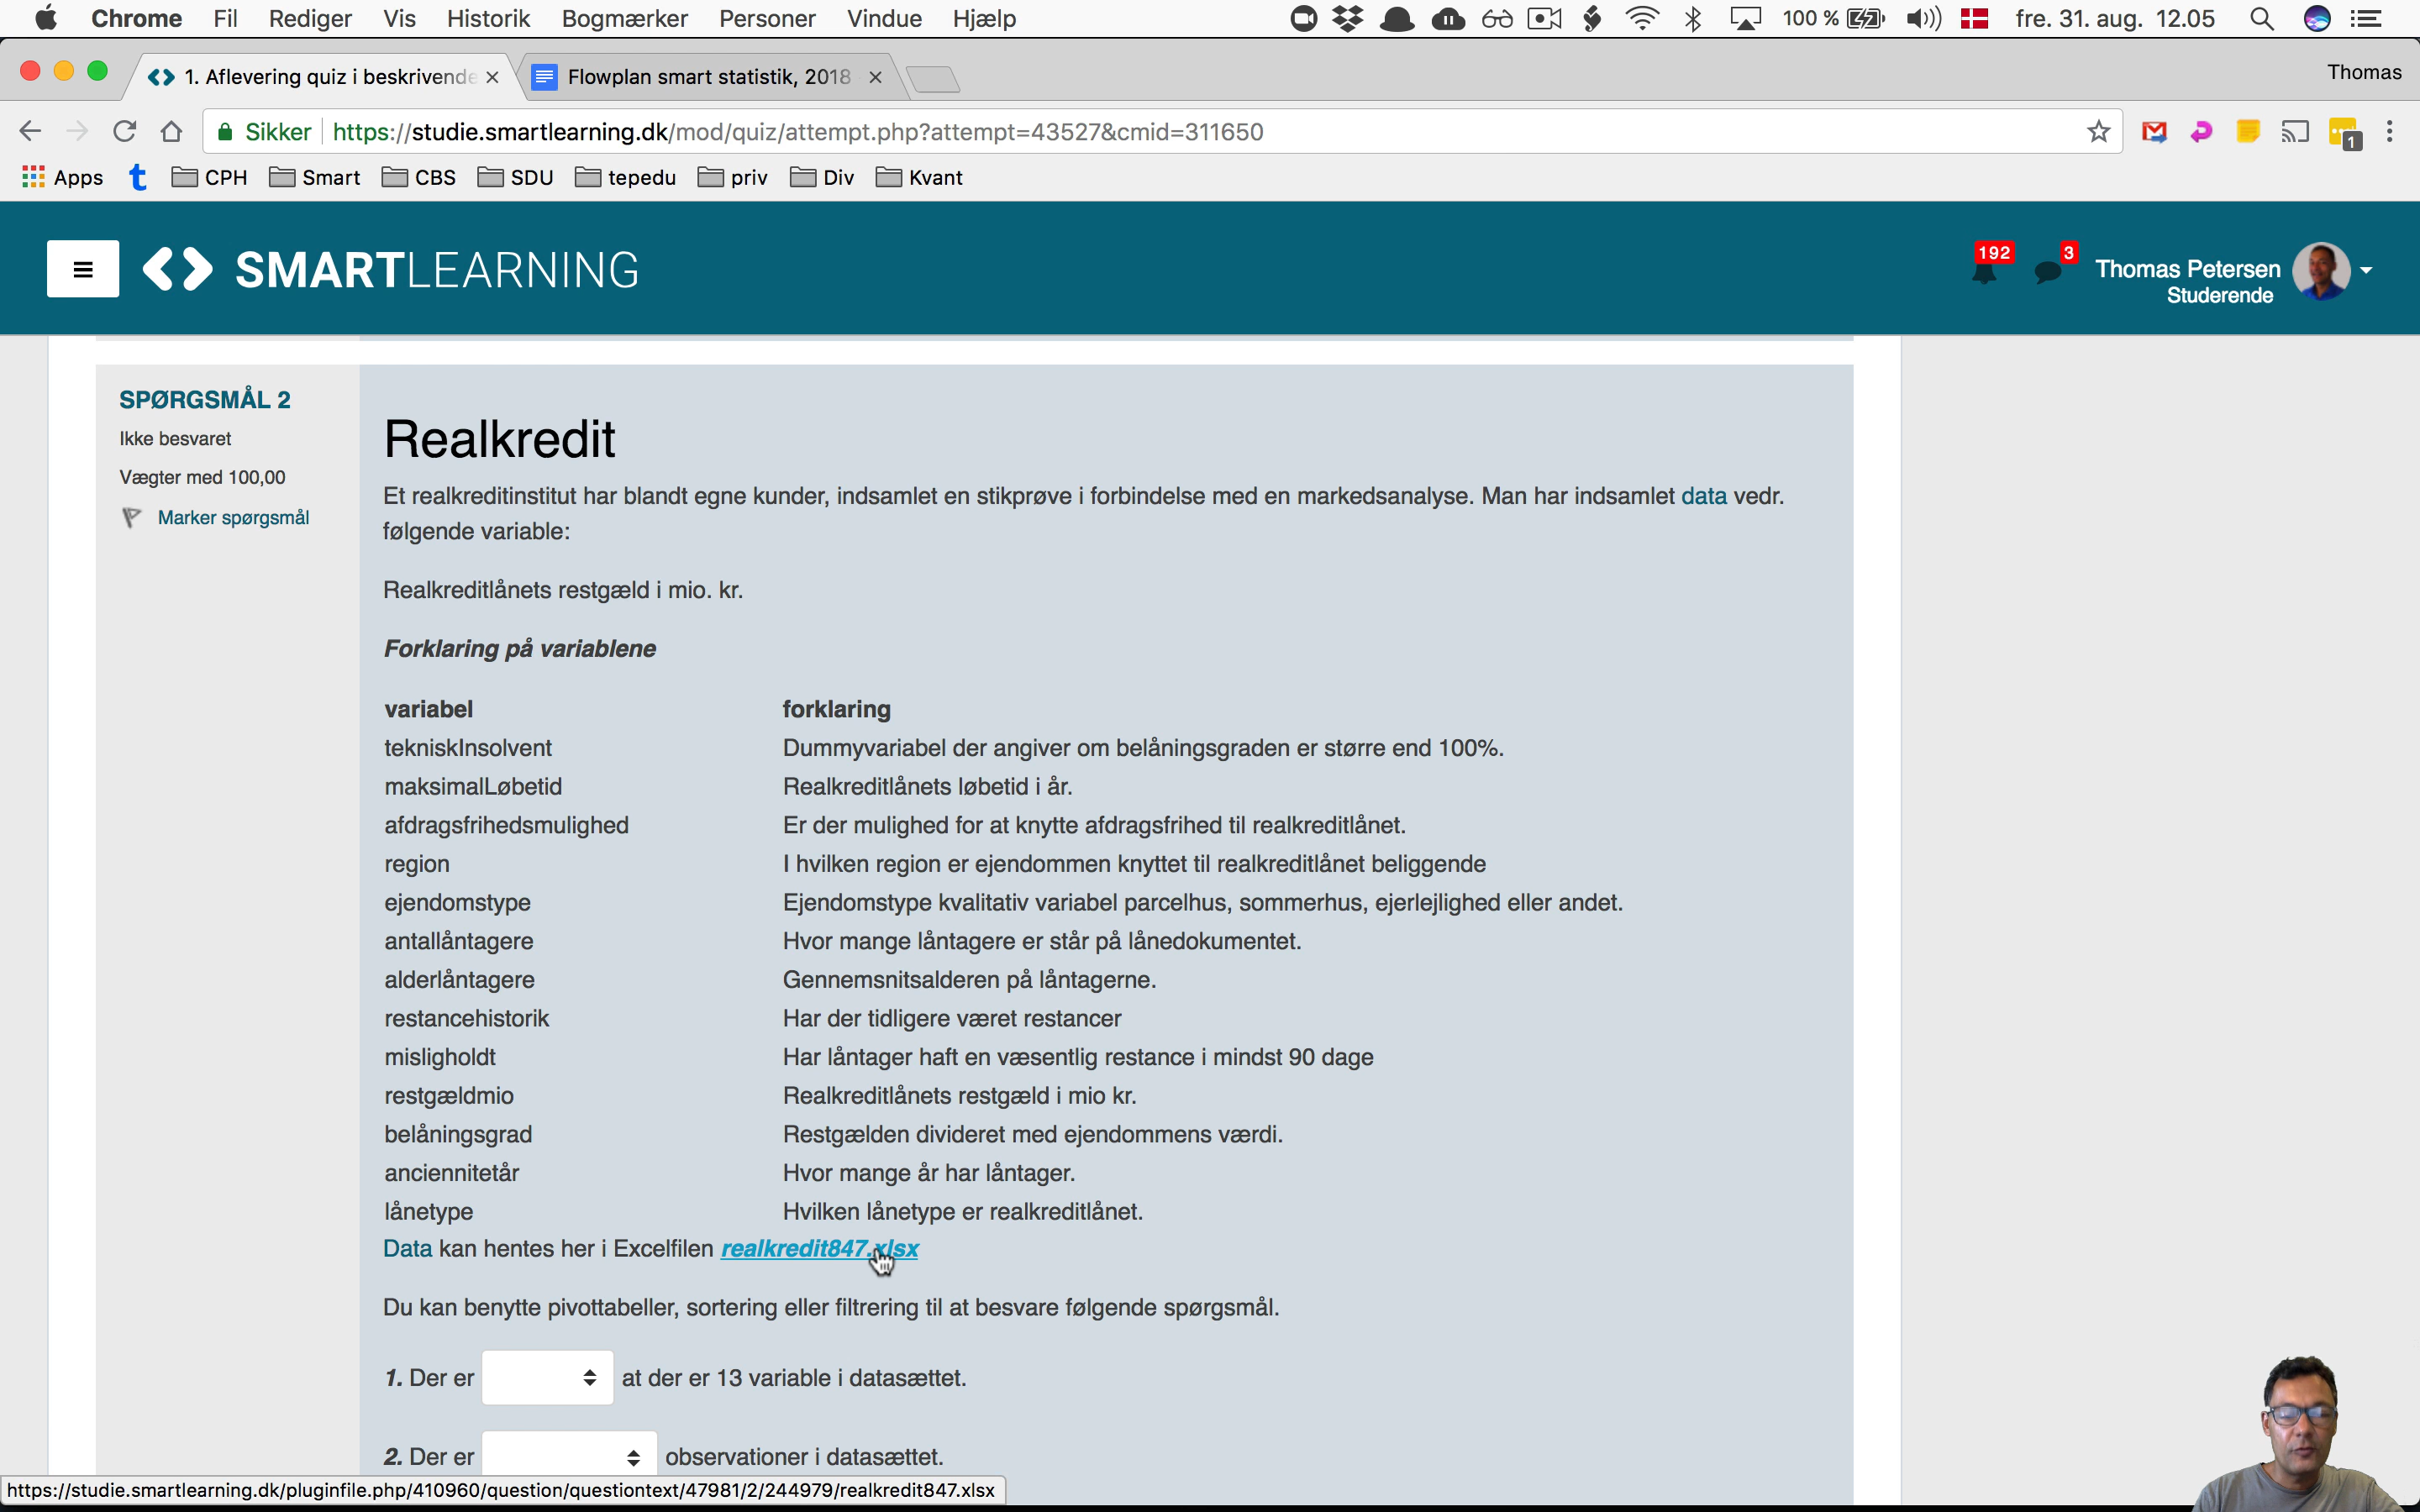 Chrome Fil Rediger Vis Historik Bogmærker Personer Vindue Hjælp 100 % fre. 31. aug. 12.05
1. Aflevering quiz i beskrivende Flowplan smart statistik, 2018 Thomas
Sikker https://studie.smartlearning.dk/mod/quiz/attempt.php?attempt=43527&cmid=311650 1
Apps t CPH Smart CBS SDU tepedu priv Div Kvant
SMARTLEARNING 192 3 Thomas Petersen
Studerende
SPØRGSMÅL 2
Ikke besvaret
Vægter med 100,00
Marker spørgsmål
Realkredit
Et realkreditinstitut har blandt egne kunder, indsamlet en stikprøve i forbindelse med en markedsanalyse. Man har indsamlet data vedr.
følgende variable:
Realkreditlånets restgæld i mio. kr.
Forklaring på variablene
variabel forklaring
tekniskInsolvent Dummyvariabel der angiver om belåningsgraden er større end 100%.
maksimalLøbetid Realkreditlånets løbetid i år.
afdragsfrihedsmulighed Er der mulighed for at knytte afdragsfrihed til realkreditlånet.
region I hvilken region er ejendommen knyttet til realkreditlånet beliggende
ejendomstype Ejendomstype kvalitativ variabel parcelhus, sommerhus, ejerlejlighed eller andet.
antallåntagere Hvor mange låntagere er står på lånedokumentet.
alderlåntagere Gennemsnitsalderen på låntagerne.
restancehistorik Har der tidligere været restancer
misligholdt Har låntager haft en væsentlig restance i mindst 90 dage
restgældmio Realkreditlånets restgæld i mio kr.
belåningsgrad Restgælden divideret med ejendommens værdi.
anciennitetår Hvor mange år har låntager.
lånetype Hvilken lånetype er realkreditlånet.
Data kan hentes her i Excelfilen realkredit847.xlsx
Du kan benytte pivottabeller, sortering eller filtrering til at besvare følgende spørgsmål.
1. Der er at der er 13 variable i datasættet.
2. Der er observationer i datasættet.
https://studie.smartlearning.dk/pluginfile.php/410960/question/questiontext/47981/2/244979/realkredit847.xlsx